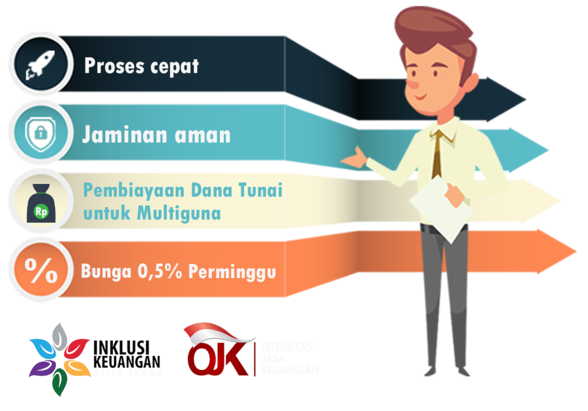 Proses cepat
Jaminan aman
Pembiayaan Dana Tunai
untuk Multiguna
Rp
%
Bunga 0,5% Perminggu
INKLUSI
KEUANGAN
OJK
OTORITAS
JASA
KEUANGAN